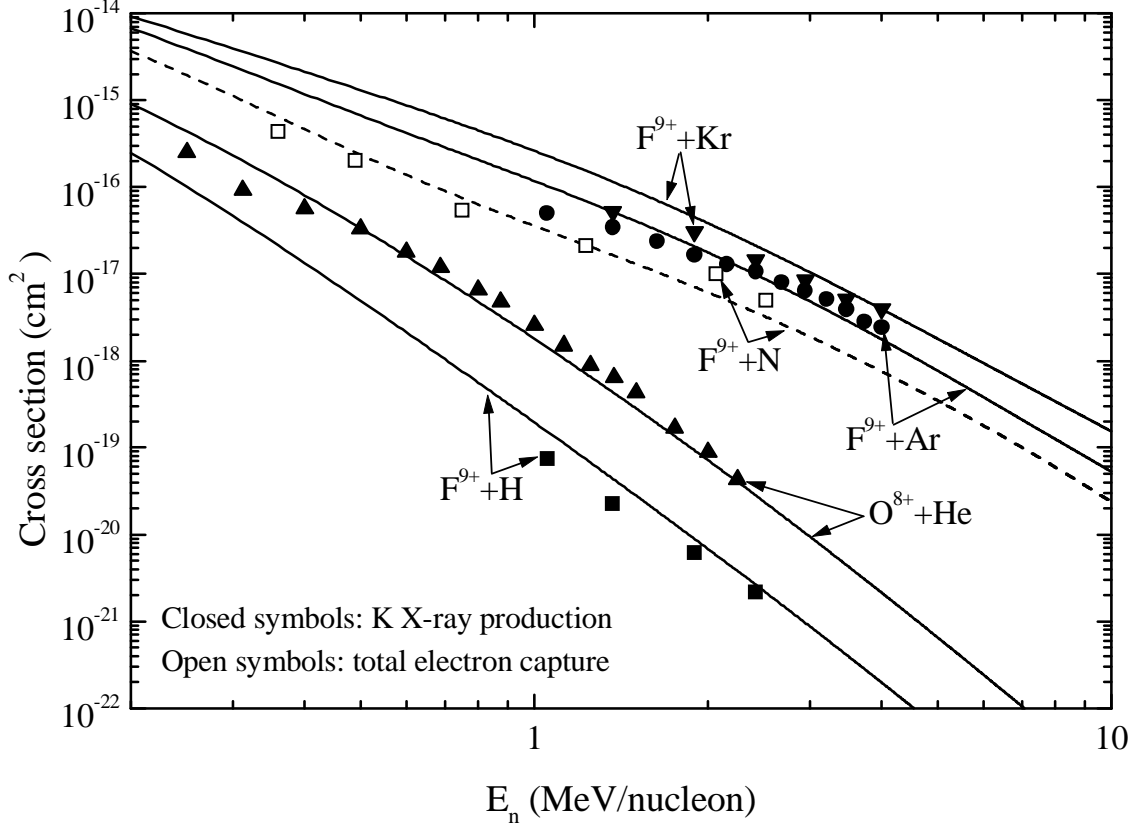 10^-14
10^-15
10^-16
10^-17
10^-18
10^-19
10^-20
10^-21
10^-22
Cross section (cm^2)
F^9+ +Kr
F^9+ +N
F^9+ +Ar
F^9+ +H
O^8+ +He
Closed symbols: K X-ray production
Open symbols: total electron capture
1
10
E_n (MeV/nucleon)